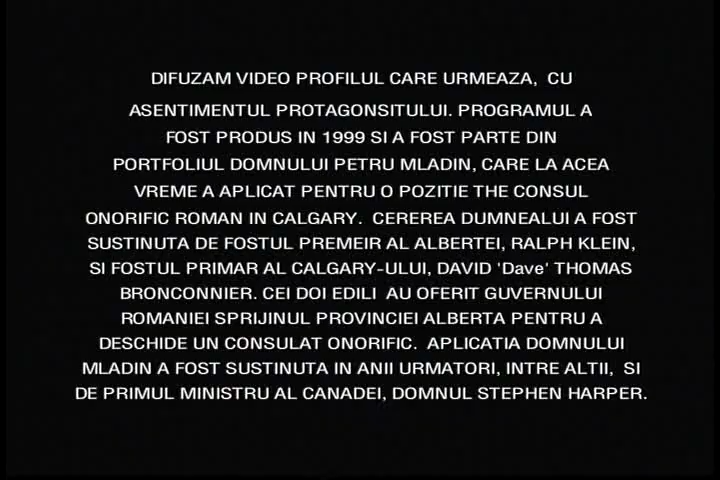 DIFUZAM VIDEO PROFILUL CARE URMEAZA, CU
ASENTIMENTUL PROTAGONSITULUI. PROGRAMUL A
FOST PRODUS IN 1999 SI A FOST PARTE DIN
PORTFOLIUL DOMNULUI PETRU MLADIN, CARE LA ACEA
VREME A APLICAT PENTRU O POZITIE THE CONSUL
ONORIFIC ROMAN IN CALGARY. CEREREA DUMNEALUI A FOST
SUSTINUTA DE FOSTUL PREMEIR AL ALBERTEI, RALPH KLEIN,
SI FOSTUL PRIMAR AL CALGARY-ULUI, DAVID 'Dave' THOMAS
BRONCONNIER. CEI DOI EDILI AU OFERIT GUVERNULUI
ROMANIEI SPRIJINUL PROVINCIEI ALBERTA PENTRU A
DESCHIDE UN CONSULAT ONORIFIC. APLICATIA DOMNULUI
MLADIN A FOST SUSTINUTA IN ANII URMATORI, INTRE ALTII, SI
DE PRIMUL MINISTRU AL CANADEI, DOMNUL STEPHEN HARPER.